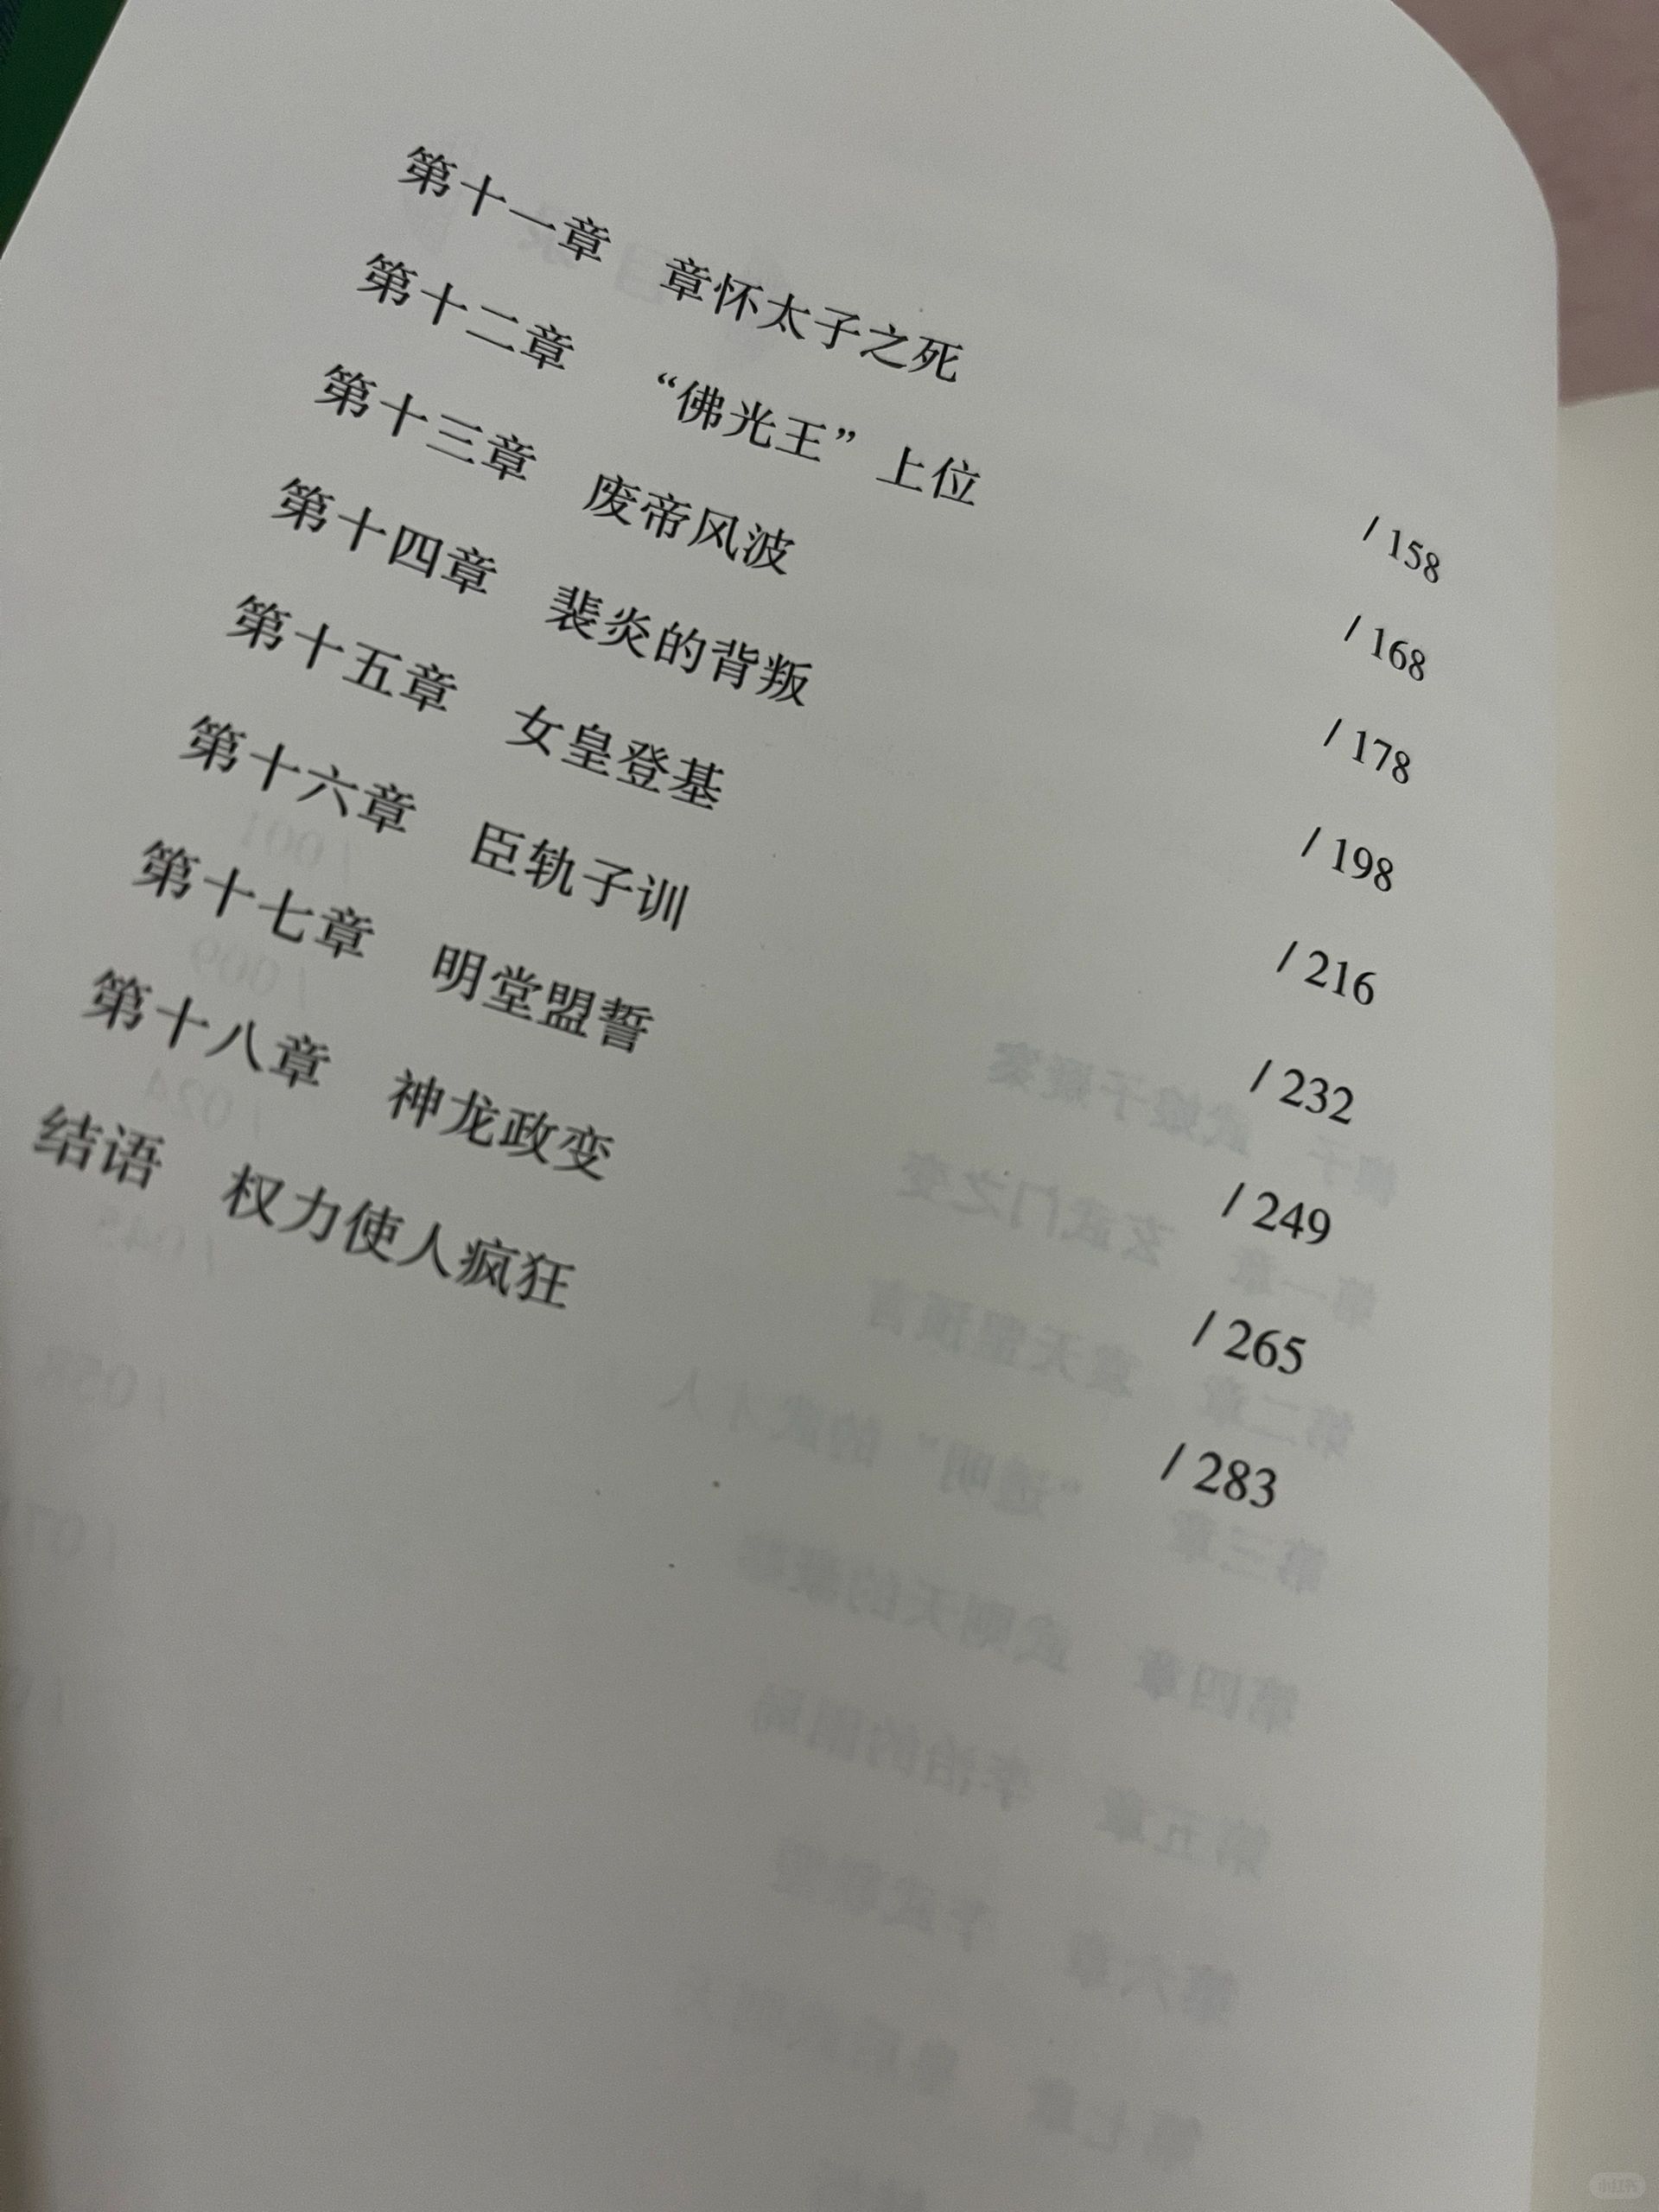 第十一章 章怀太子之死 / 158
第十二章 “佛光王”上位 / 168
第十三章 废帝风波 / 178
第十四章 裴炎的背叛 / 198
第十五章 女皇登基 / 216
第十六章 臣轨子训 / 232
第十七章 明堂盟誓 / 249
第十八章 神龙政变 / 265
结语 权力使人疯狂 / 283
小红书